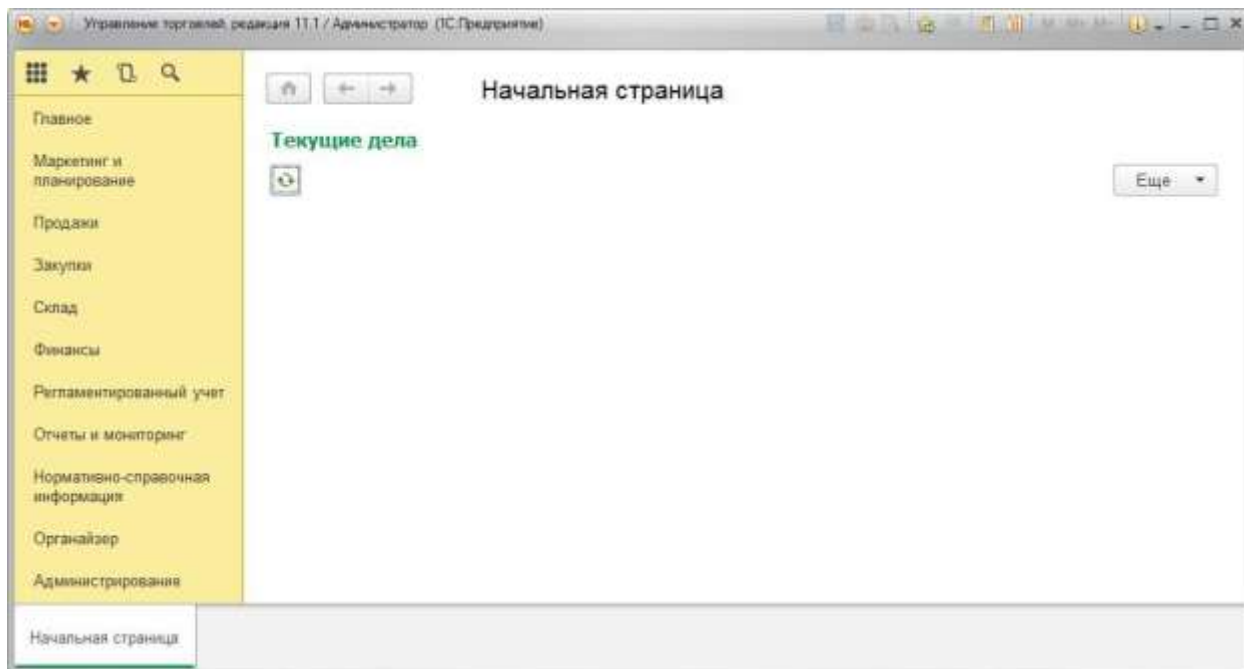 Управление торговлей, редакция 11.1 / Администратор (1С:Предприятие)
M M+ M-
Начальная страница
Текущие дела
Еще
Главное
Маркетинг и
планирование
Продажи
Закупки
Склад
Финансы
Регламентированный учет
Отчеты и мониторинг
Нормативно-справочная
информация
Органайзер
Администрирование
Начальная страница